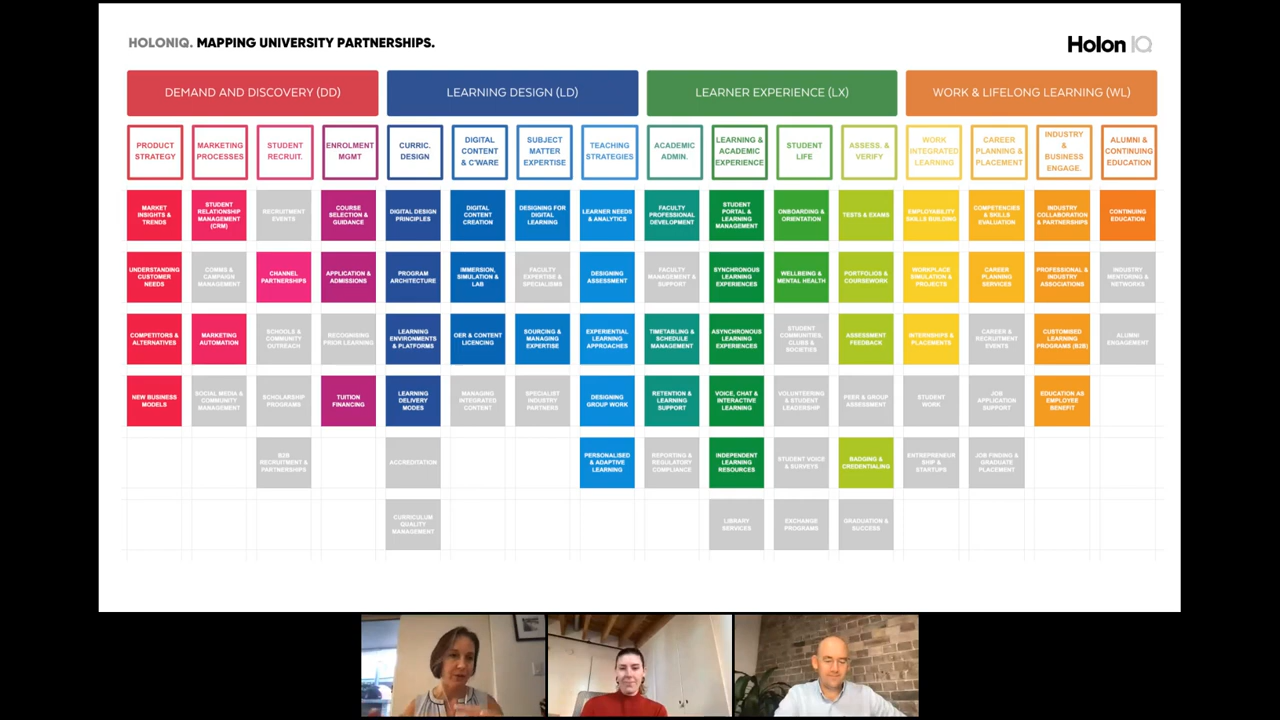 HOLONIQ. MAPPING UNIVERSITY PARTNERSHIPS.
Holon IQ
DEMAND AND DISCOVERY (DD)
LEARNING DESIGN (LD)
LEARNER EXPERIENCE (LX)
WORK & LIFELONG LEARNING (WL)
PRODUCT
STRATEGY
MARKETING
PROCESSES
STUDENT
RECRUIT.
ENROLMENT
MGMT
CURRIC.
DESIGN
DIGITAL
CONTENT
& C'WARE
SUBJECT
MATTER
EXPERTISE
TEACHING
STRATEGIES
ACADEMIC
ADMIN.
LEARNING &
ACADEMIC
EXPERIENCE
STUDENT
LIFE
ASSESS. &
VERIFY
WORK
INTEGRATED
LEARNING
CAREER
PLANNING &
PLACEMENT
INDUSTRY
&
BUSINESS
ENGAGE.
ALUMNI &
CONTINUING
EDUCATION
MARKET
INSIGHTS &
TRENDS
STUDENT
RELATIONSHIP
MANAGEMENT
(CRM)
RECRUITMENT
EVENTS
COURSE
SELECTION &
GUIDANCE
DIGITAL DESIGN
PRINCIPLES
DIGITAL
CONTENT
CREATION
DESIGNING FOR
DIGITAL
LEARNING
LEARNER NEEDS
& ANALYTICS
FACULTY
PROFESSIONAL
DEVELOPMENT
STUDENT
PORTAL &
LEARNING
MANAGEMENT
ONBOARDING &
ORIENTATION
TESTS & EXAMS
EMPLOYABILITY
SKILLS BUILDING
COMPETENCIES
& SKILLS
EVALUATION
INDUSTRY
COLLABORATION
& PARTNERSHIPS
CONTINUING
EDUCATION
UNDERSTANDING
CUSTOMER
NEEDS
COMMS &
CAMPAIGN
MANAGEMENT
CHANNEL
PARTNERSHIPS
APPLICATION &
ADMISSIONS
PROGRAM
ARCHITECTURE
IMMERSION,
SIMULATION &
LAB
FACULTY
EXPERTISE &
SPECIALISMS
DESIGNING
ASSESSMENT
FACULTY
MANAGEMENT &
SUPPORT
SYNCHRONOUS
LEARNING
EXPERIENCES
WELLBEING &
MENTAL HEALTH
PORTFOLIOS &
COURSEWORK
WORKPLACE
SIMULATION &
PROJECTS
CAREER
PLANNING
SERVICES
PROFESSIONAL &
INDUSTRY
ASSOCIATIONS
INDUSTRY
MENTORING &
NETWORKS
COMPETITORS &
ALTERNATIVES
MARKETING
AUTOMATION
SCHOOLS &
COMMUNITY
OUTREACH
RECOGNISING
PRIOR LEARNING
LEARNING
ENVIRONMENTS
& PLATFORMS
OER & CONTENT
LICENCING
SOURCING &
MANAGING
EXPERTISE
EXPERIENTIAL
LEARNING
APPROACHES
TIMETABLING &
SCHEDULE
MANAGEMENT
ASYNCHRONOUS
LEARNING
EXPERIENCES
STUDENT
COMMUNITIES,
CLUBS &
SOCIETIES
ASSESSMENT
FEEDBACK
INTERNSHIPS &
PLACEMENTS
CAREER &
RECRUITMENT
EVENTS
CUSTOMISED
LEARNING
PROGRAMS (B2B)
ALUMNI
ENGAGEMENT
NEW BUSINESS
MODELS
SOCIAL MEDIA &
COMMUNITY
MANAGEMENT
SCHOLARSHIP
PROGRAMS
TUITION
FINANCING
LEARNING
DELIVERY
MODES
MANAGING
INTEGRATED
CONTENT
SPECIALIST
INDUSTRY
PARTNERS
DESIGNING
GROUP WORK
RETENTION &
LEARNING
SUPPORT
VOICE, CHAT &
INTERACTIVE
LEARNING
VOLUNTEERING
& STUDENT
LEADERSHIP
PEER & GROUP
ASSESSMENT
STUDENT
WORK
JOB
APPLICATION
SUPPORT
EDUCATION AS
EMPLOYEE
BENEFIT
B2B
RECRUITMENT &
PARTNERSHIPS
ACCREDITATION
PERSONALISED
& ADAPTIVE
LEARNING
REPORTING &
REGULATORY
COMPLIANCE
INDEPENDENT
LEARNING
RESOURCES
STUDENT VOICE
& SURVEYS
BADGING &
CREDENTIALING
ENTREPRENEUR
SHIP &
STARTUPS
JOB FINDING &
GRADUATE
PLACEMENT
CURRICULUM
QUALITY
MANAGEMENT
LIBRARY
SERVICES
EXCHANGE
PROGRAMS
GRADUATION &
SUCCESS